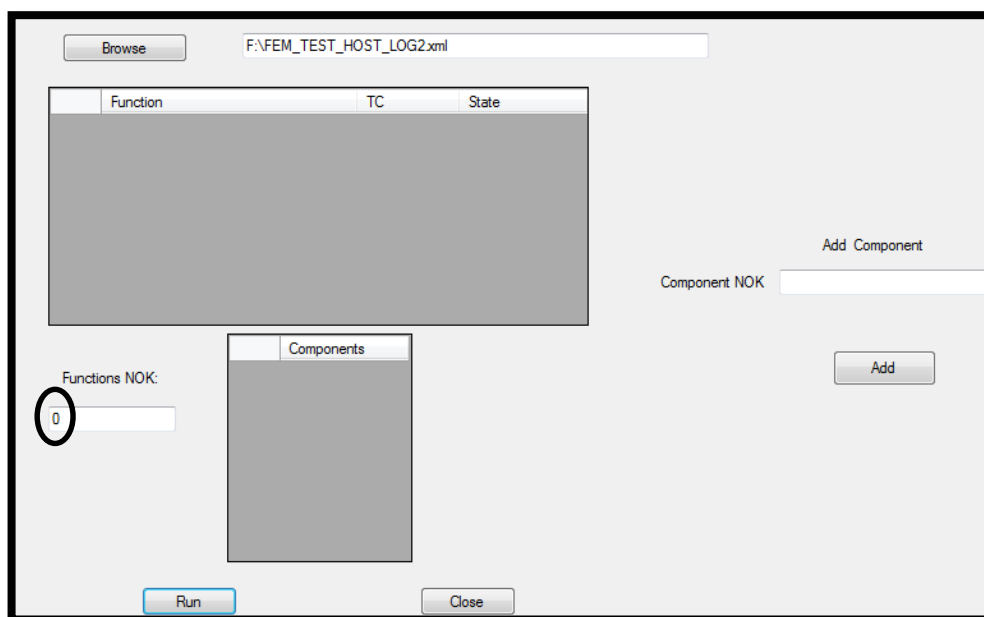 Browse
F:\FEM_TEST_HOST_LOG2.xml
Function TC State
Add Component
Component NOK
Components
Add
Functions NOK:
0
Run
Close